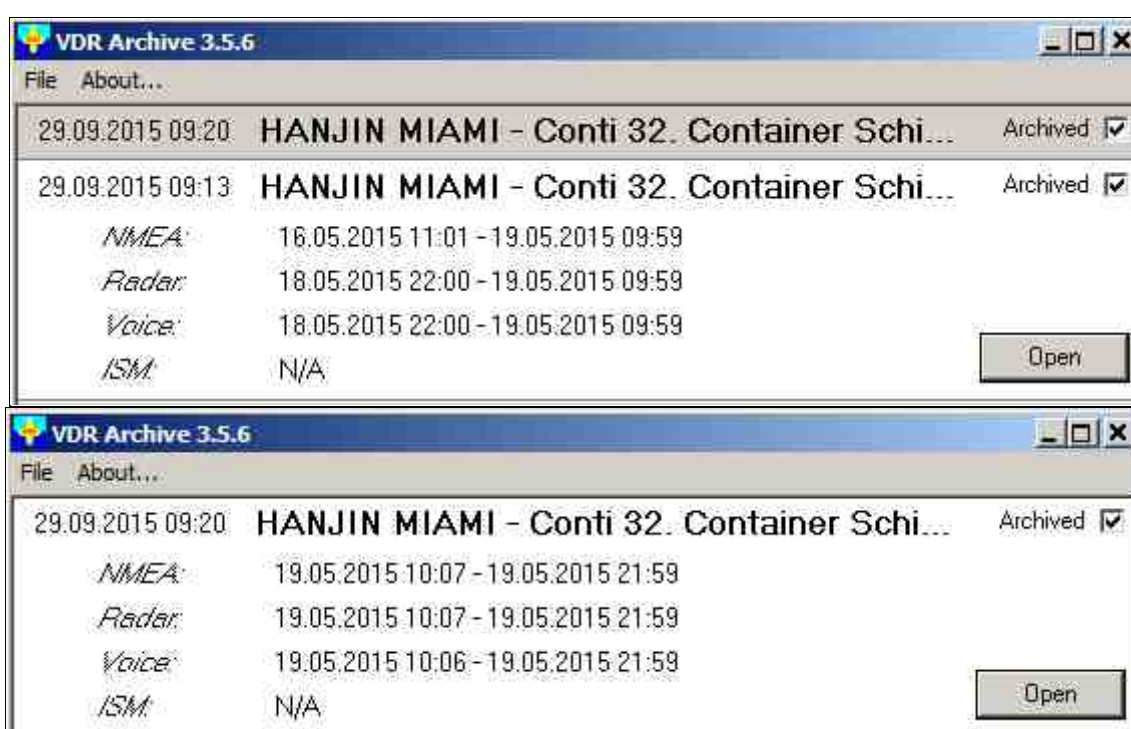 VDR Archive 3.5.6
File About...
29.09.2015 09:20 HANJIN MIAMI - Conti 32. Container Schi... Archived
29.09.2015 09:13 HANJIN MIAMI - Conti 32. Container Schi... Archived
NMEA: 16.05.2015 11:01 - 19.05.2015 09:59
Radar: 18.05.2015 22:00 - 19.05.2015 09:59
Voice: 18.05.2015 22:00 - 19.05.2015 09:59
ISM: N/A
Open
VDR Archive 3.5.6
File About...
29.09.2015 09:20 HANJIN MIAMI - Conti 32. Container Schi... Archived
NMEA: 19.05.2015 10:07 - 19.05.2015 21:59
Radar: 19.05.2015 10:07 - 19.05.2015 21:59
Voice: 19.05.2015 10:06 - 19.05.2015 21:59
ISM: N/A
Open